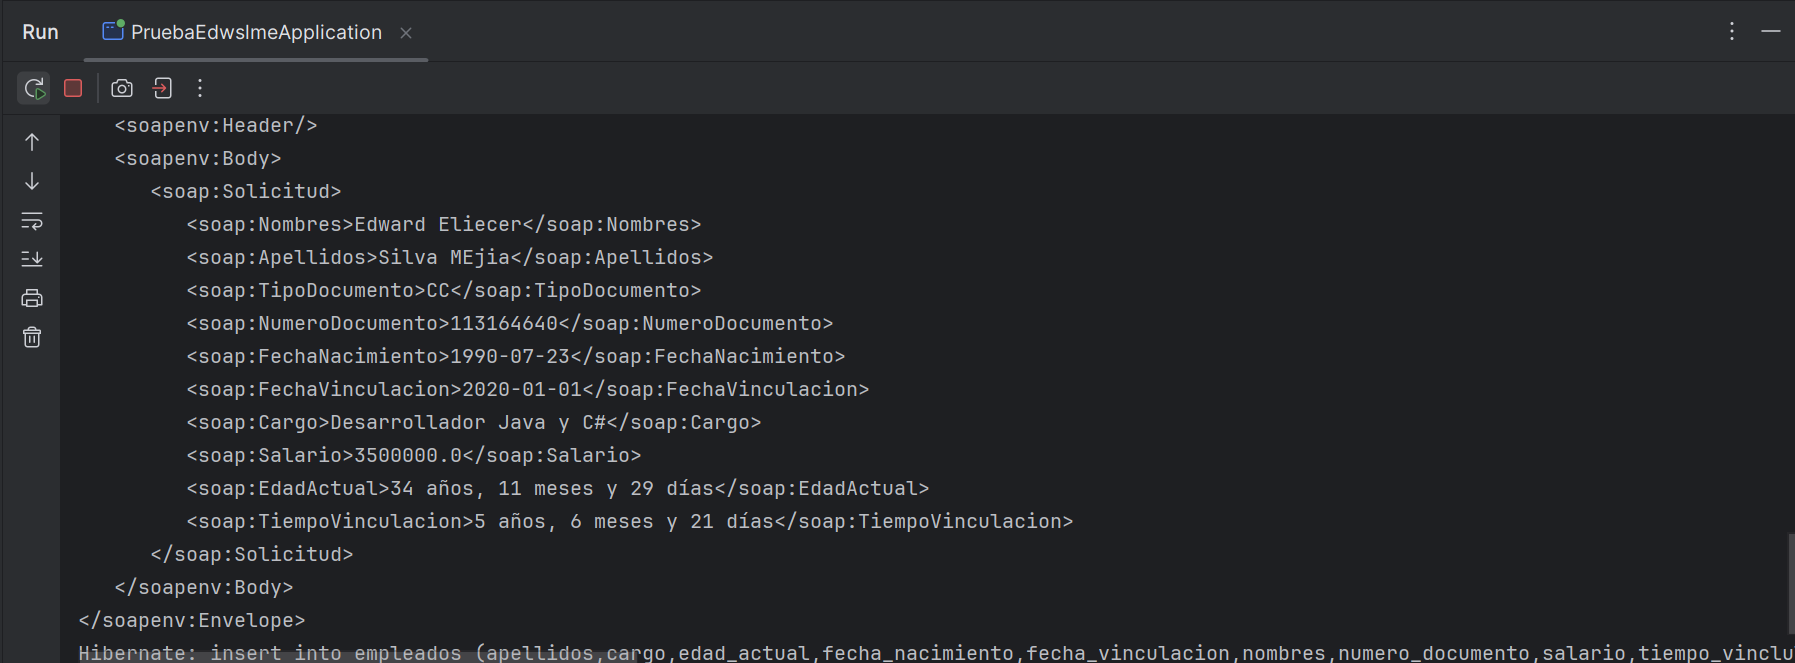 Run PruebaEdwslmeApplication
<soapenv:Header/>
<soapenv:Body>
<soap:Solicitud>
<soap:Nombres>Edward Eliecer</soap:Nombres>
<soap:Apellidos>Silva MEjia</soap:Apellidos>
<soap:TipoDocumento>CC</soap:TipoDocumento>
<soap:NumeroDocumento>113164640</soap:NumeroDocumento>
<soap:FechaNacimiento>1990-07-23</soap:FechaNacimiento>
<soap:FechaVinculacion>2020-01-01</soap:FechaVinculacion>
<soap:Cargo>Desarrollador Java y C#</soap:Cargo>
<soap:Salario>3500000.0</soap:Salario>
<soap:EdadActual>34 años, 11 meses y 29 días</soap:EdadActual>
<soap:TiempoVinculacion>5 años, 6 meses y 21 días</soap:TiempoVinculacion>
</soap:Solicitud>
</soapenv:Body>
</soapenv:Envelope>
Hibernate: insert into empleados (apellidos,cargo,edad_actual,fecha_nacimiento,fecha_vinculacion,nombres,numero_documento,salario,tiempo_vinclu